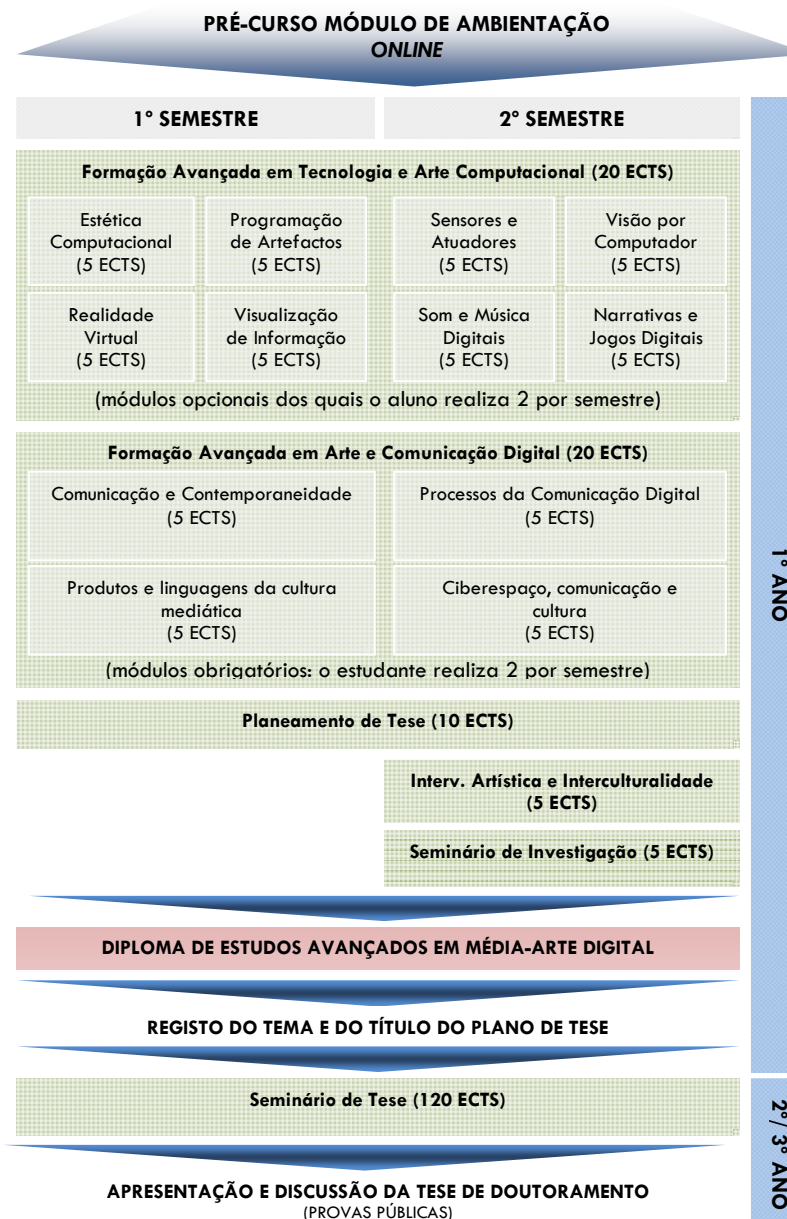 PRÉ-CURSO MÓDULO DE AMBIENTAÇÃO
ONLINE
1º SEMESTRE
2º SEMESTRE
Formação Avançada em Tecnologia e Arte Computacional (20 ECTS)
Estética
Computacional
(5 ECTS)
Programação
de Artefactos
(5 ECTS)
Sensores e
Atuadores
(5 ECTS)
Visão por
Computador
(5 ECTS)
Realidade
Virtual
(5 ECTS)
Visualização
de Informação
(5 ECTS)
Som e Música
Digitais
(5 ECTS)
Narrativas e
Jogos Digitais
(5 ECTS)
(módulos opcionais dos quais o aluno realiza 2 por semestre)
Formação Avançada em Arte e Comunicação Digital (20 ECTS)
Comunicação e Contemporaneidade
(5 ECTS)
Processos da Comunicação Digital
(5 ECTS)
Produtos e linguagens da cultura
mediática
(5 ECTS)
Ciberespaço, comunicação e
cultura
(5 ECTS)
(módulos obrigatórios: o estudante realiza 2 por semestre)
Planeamento de Tese (10 ECTS)
Interv. Artística e Interculturalidade
(5 ECTS)
Seminário de Investigação (5 ECTS)
1º ANO
DIPLOMA DE ESTUDOS AVANÇADOS EM MÉDIA-ARTE DIGITAL
REGISTO DO TEMA E DO TÍTULO DO PLANO DE TESE
Seminário de Tese (120 ECTS)
2º/ 3º ANO
APRESENTAÇÃO E DISCUSSÃO DA TESE DE DOUTORAMENTO
(PROVAS PÚBLICAS)